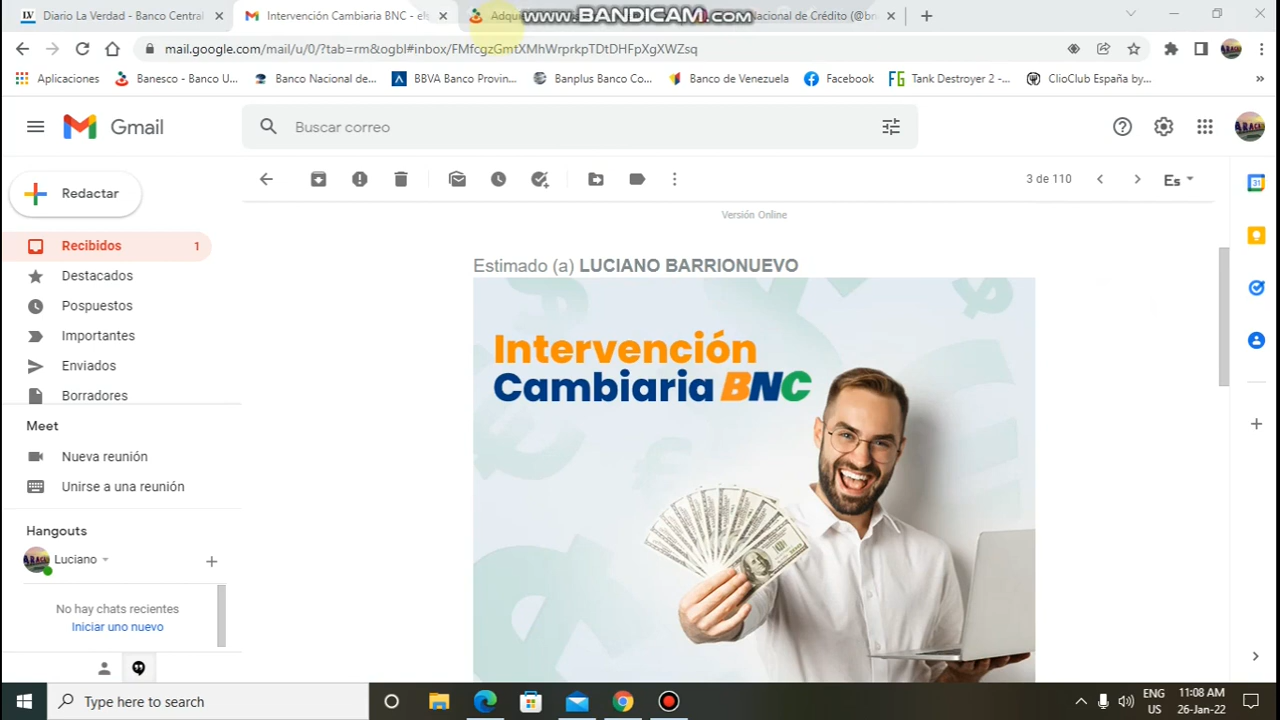 Diario La Verdad - Banco Central
Intervención Cambiaria BNC - el
Adqui
www.BANDICAM.com
acional de Crédito (@b
mail.google.com/mail/u/0/?tab=rm&ogbl#inbox/FMfcgzGmtXMhWrprkpTDtDHFpXgXWZsq
Aplicaciones
Banesco - Banco U...
Banco Nacional de...
BBVA Banco Provin...
Banplus Banco Co...
Banco de Venezuela
Facebook
Tank Destroyer 2 -...
ClioClub España by...
»
Gmail
Buscar correo
Redactar
3 de 110
Es
Recibidos 1
Destacados
Pospuestos
Importantes
Enviados
Borradores
Meet
Nueva reunión
Unirse a una reunión
Hangouts
Luciano
No hay chats recientes
Iniciar uno nuevo
Versión Online
Estimado (a) LUCIANO BARRIONUEVO
Intervención
Cambiaria BNC
31
Type here to search
ENG
US
11:08 AM
26-Jan-22